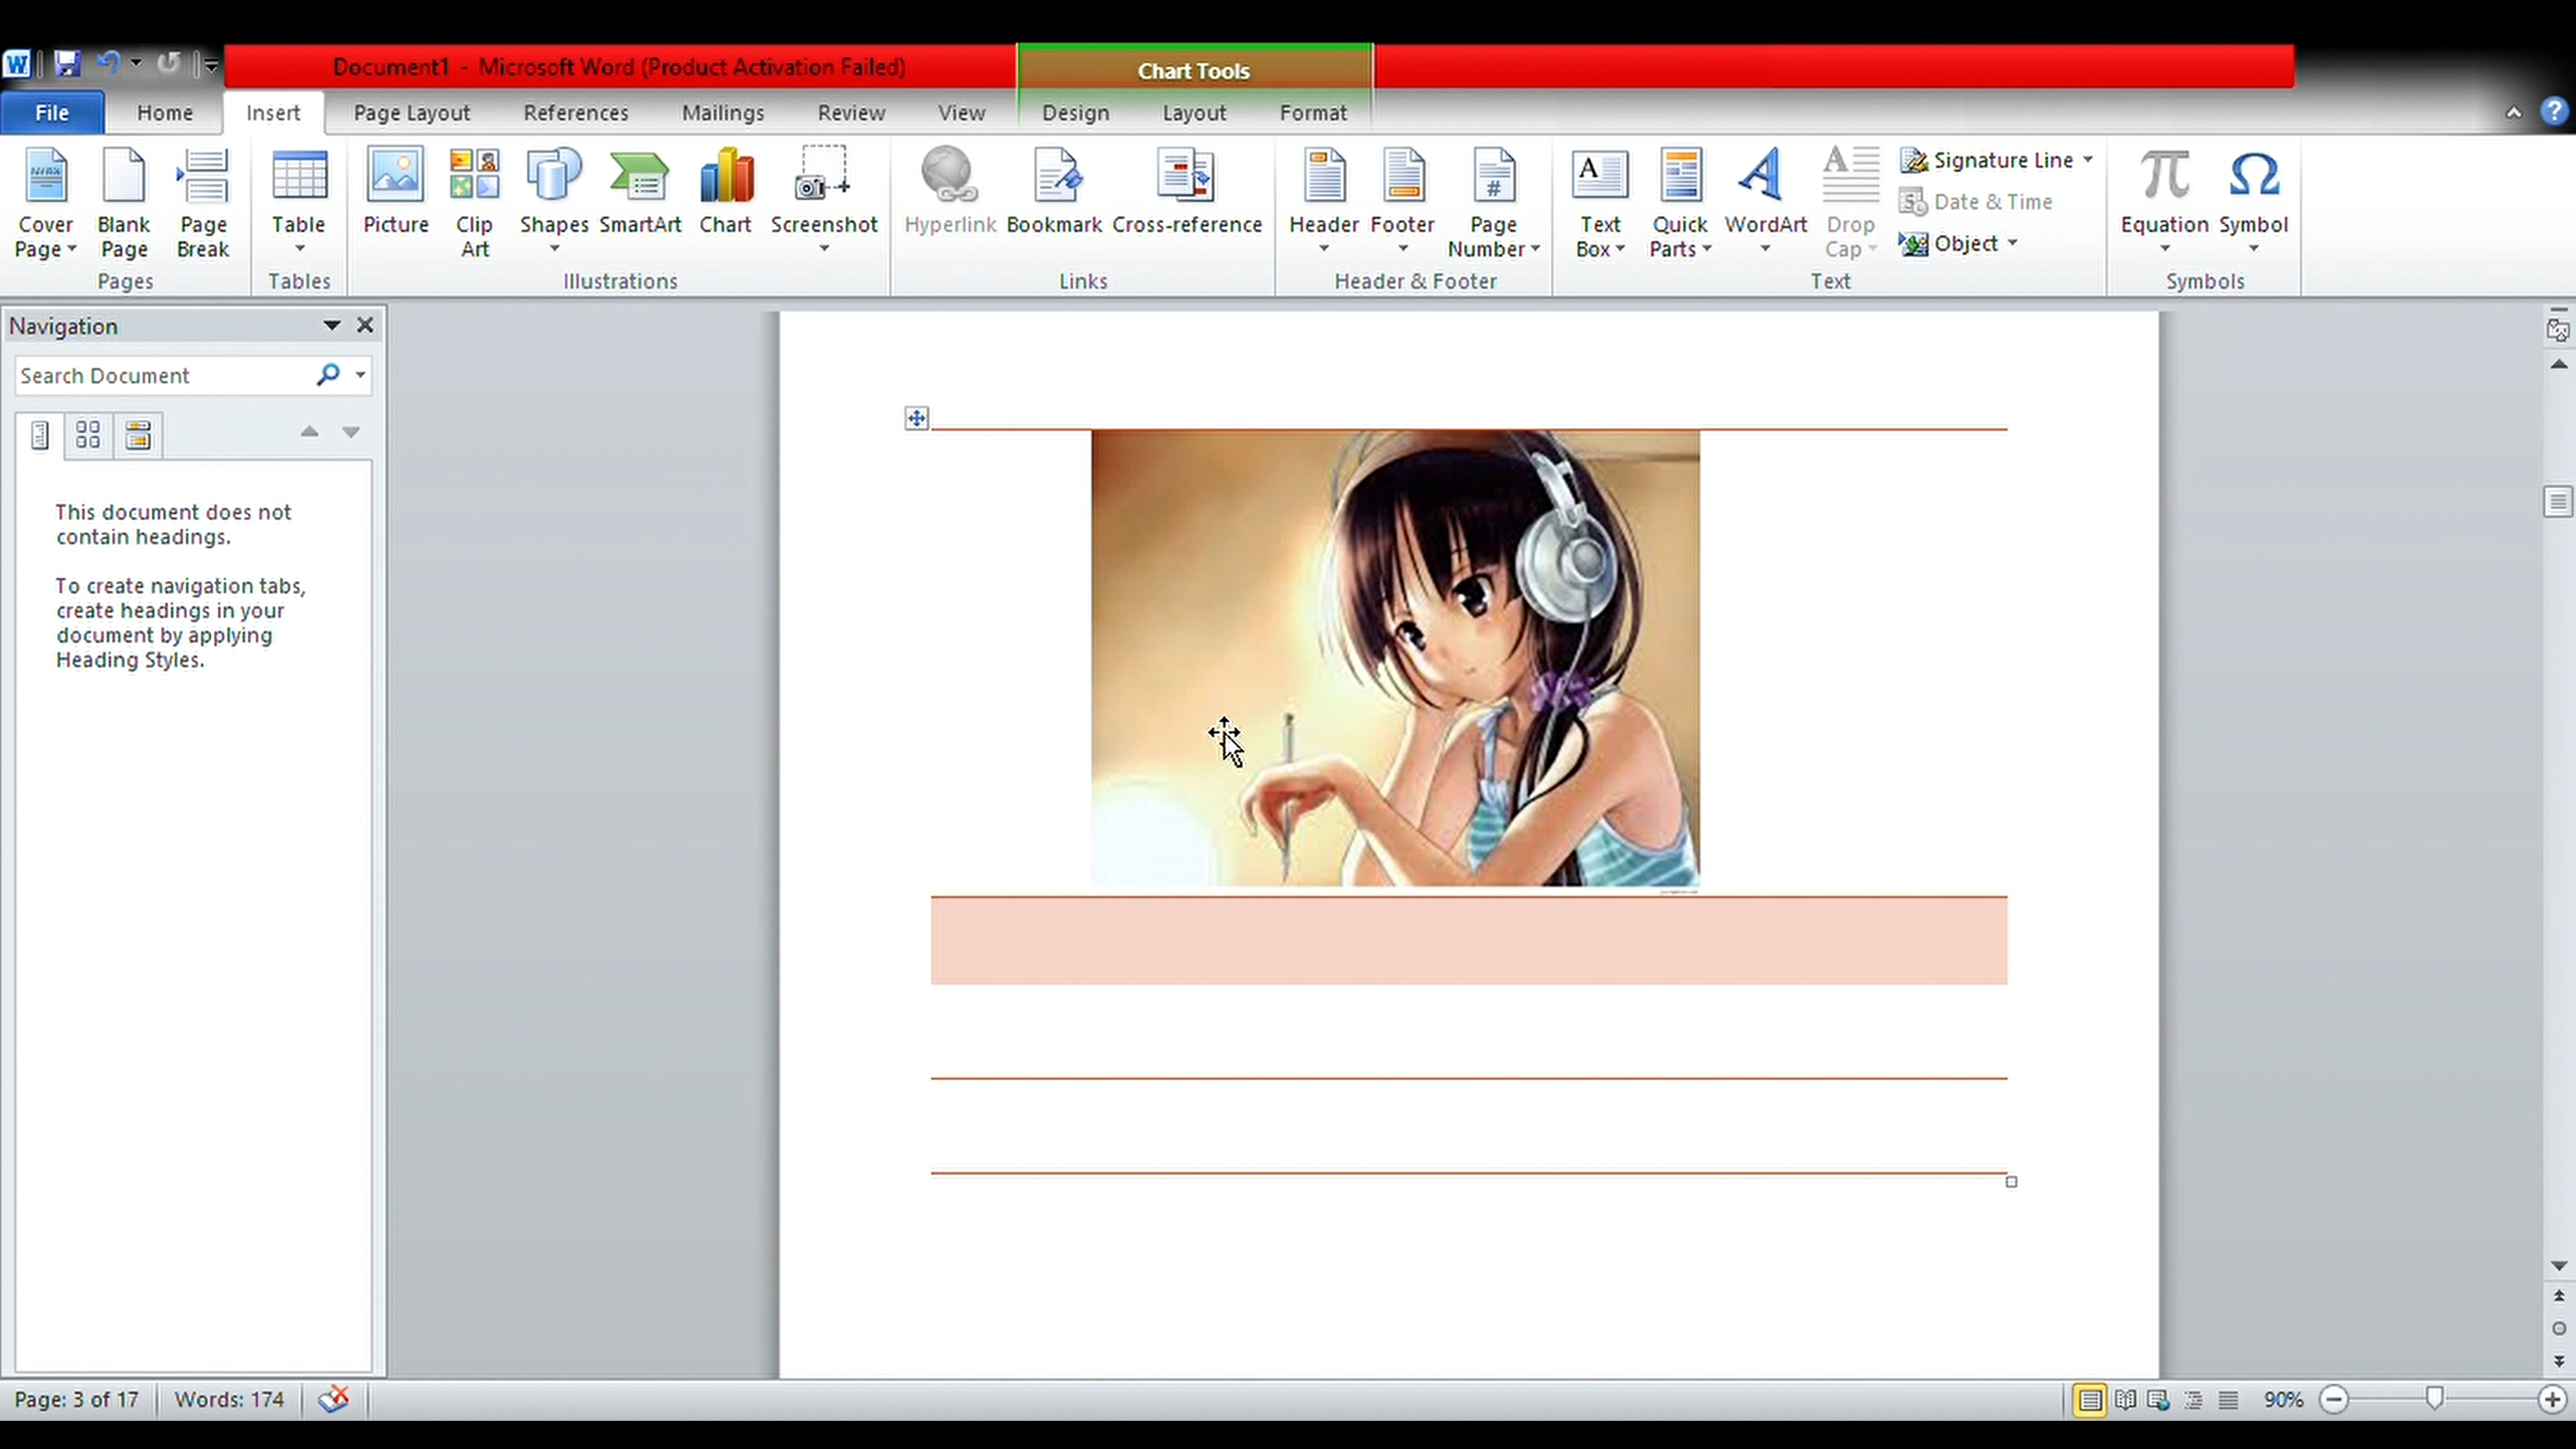 Document1 - Microsoft Word (Product Activation Failed)
Chart Tools
File Home Insert Page Layout References Mailings Review View Design Layout Format
Cover Page
Blank Page
Page Break
Pages
Table
Tables
Picture
Clip Art
Shapes
SmartArt
Chart
Screenshot
Illustrations
Hyperlink
Bookmark
Cross-reference
Links
Header
Footer
Page Number
Header & Footer
Text Box
Quick Parts
WordArt
Drop Cap
Signature Line
Date & Time
Object
Text
Equation
Symbol
Symbols
Navigation
Search Document
This document does not
contain headings.
To create navigation tabs,
create headings in your
document by applying
Heading Styles.
Page: 3 of 17 Words: 174 90%